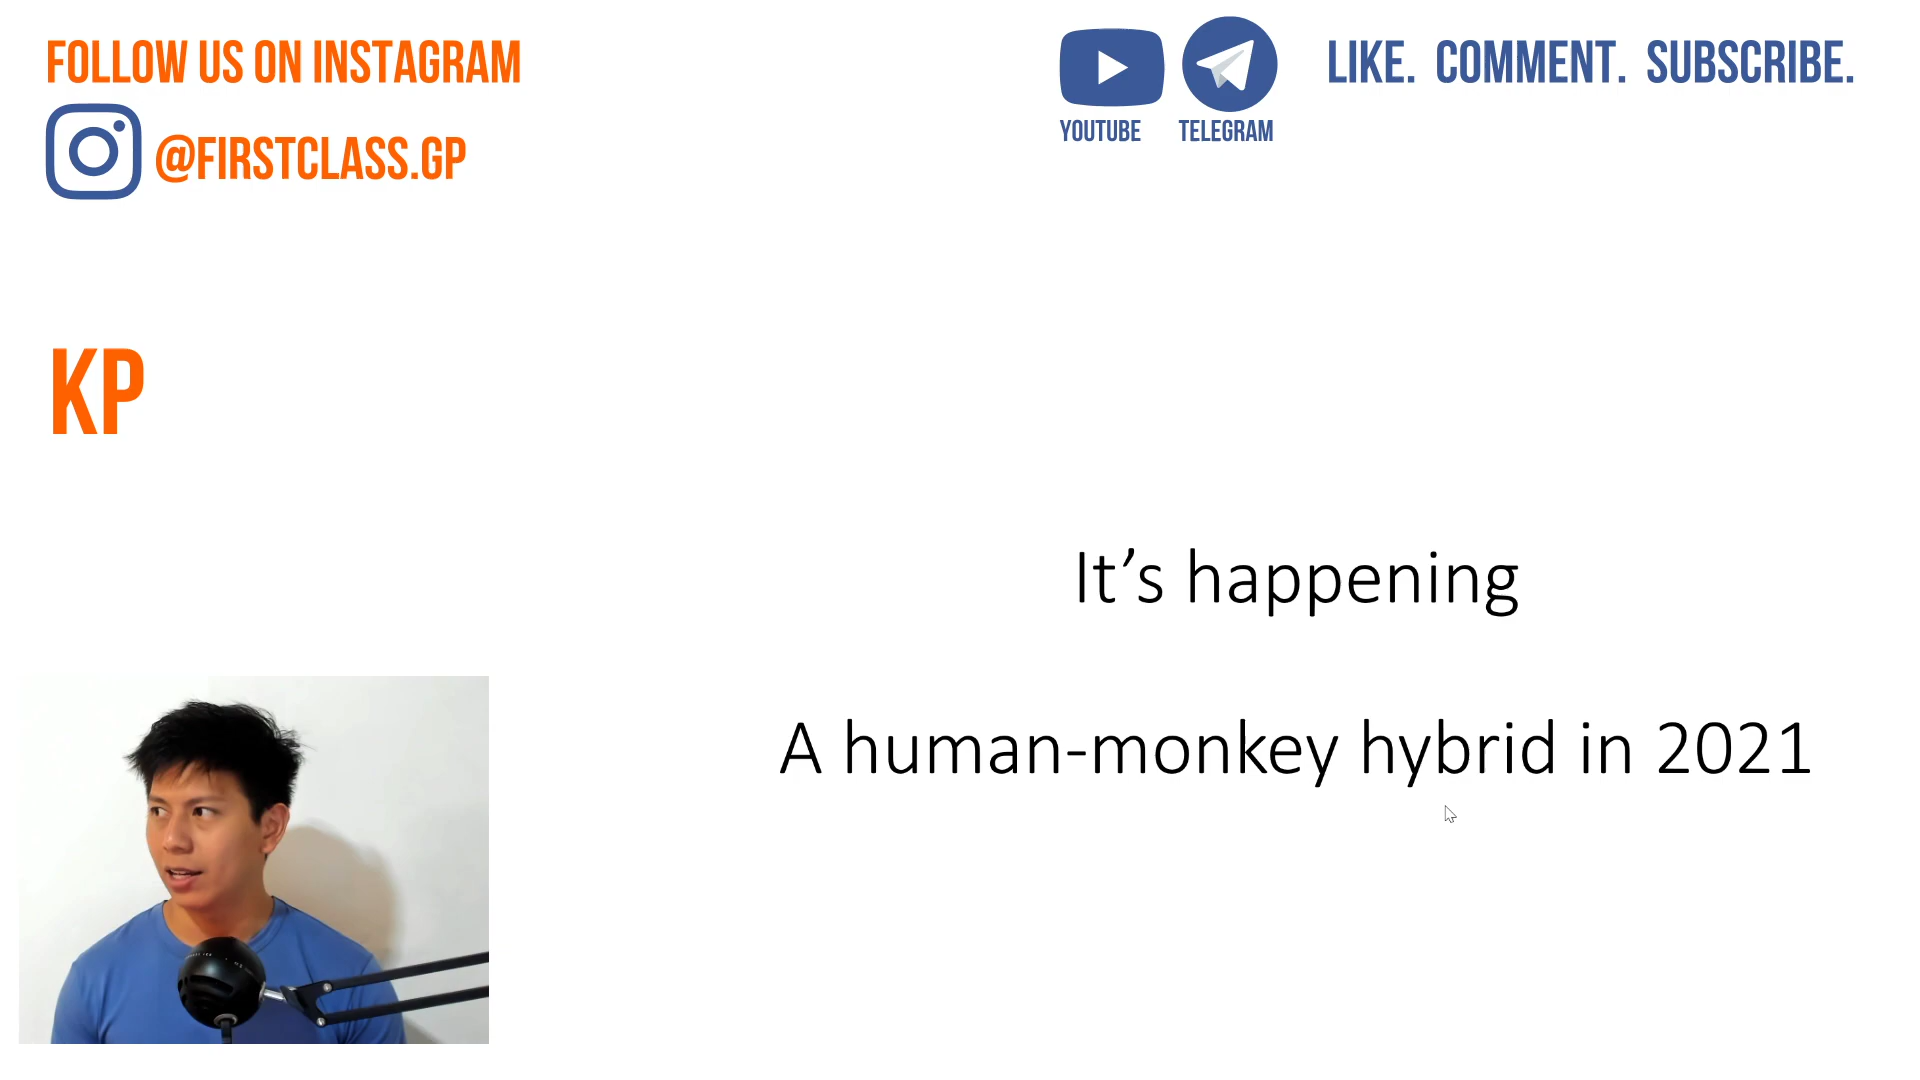 FOLLOW US ON INSTAGRAM
@FIRSTCLASS.GP
YOUTUBE
TELEGRAM
LIKE. COMMENT. SUBSCRIBE.
KP
It’s happening
A human-monkey hybrid in 2021